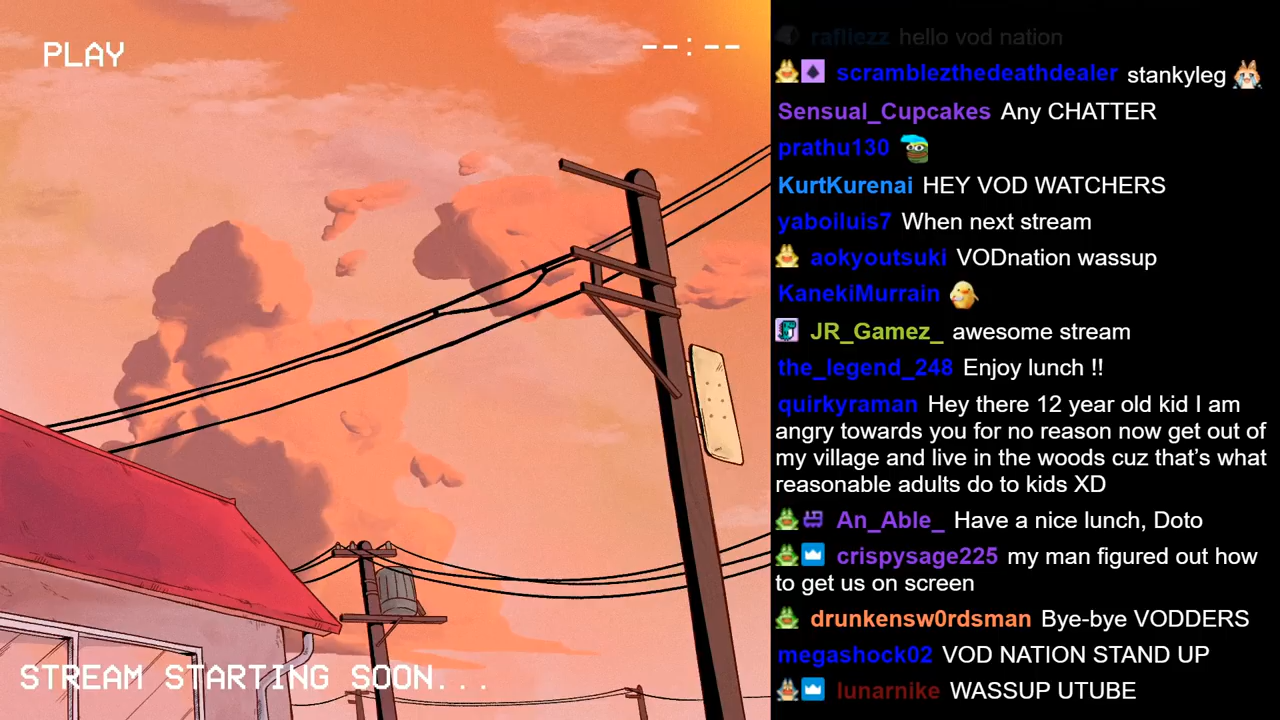 PLAY
--:--
STREAM STARTING SOON...
rafliezz hello vod nation
scramblezthedeathdealer stankyleg
Sensual_Cupcakes Any CHATTER
prathu130
KurtKurenai HEY VOD WATCHERS
yaboiluis7 When next stream
aokyoutsuki VODnation wassup
KanekiMurrain
JR_Gamez_ awesome stream
the_legend_248 Enjoy lunch !!
quirkyraman Hey there 12 year old kid I am
angry towards you for no reason now get out of
my village and live in the woods cuz that's what
reasonable adults do to kids XD
An_Able_ Have a nice lunch, Doto
crispysage225 my man figured out how
to get us on screen
drunkensw0rdsman Bye-bye VODDERS
megashock02 VOD NATION STAND UP
lunarnike WASSUP UTUBE